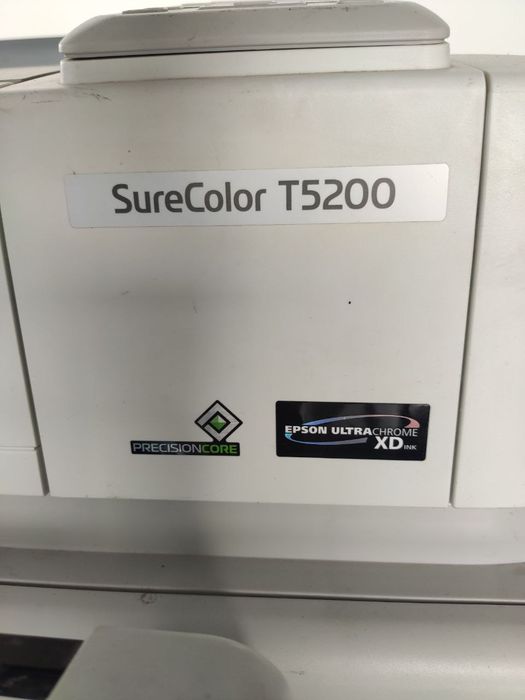 SureColor T5200
PRECISIONCORE
EPSON ULTRACHROME
XD INK